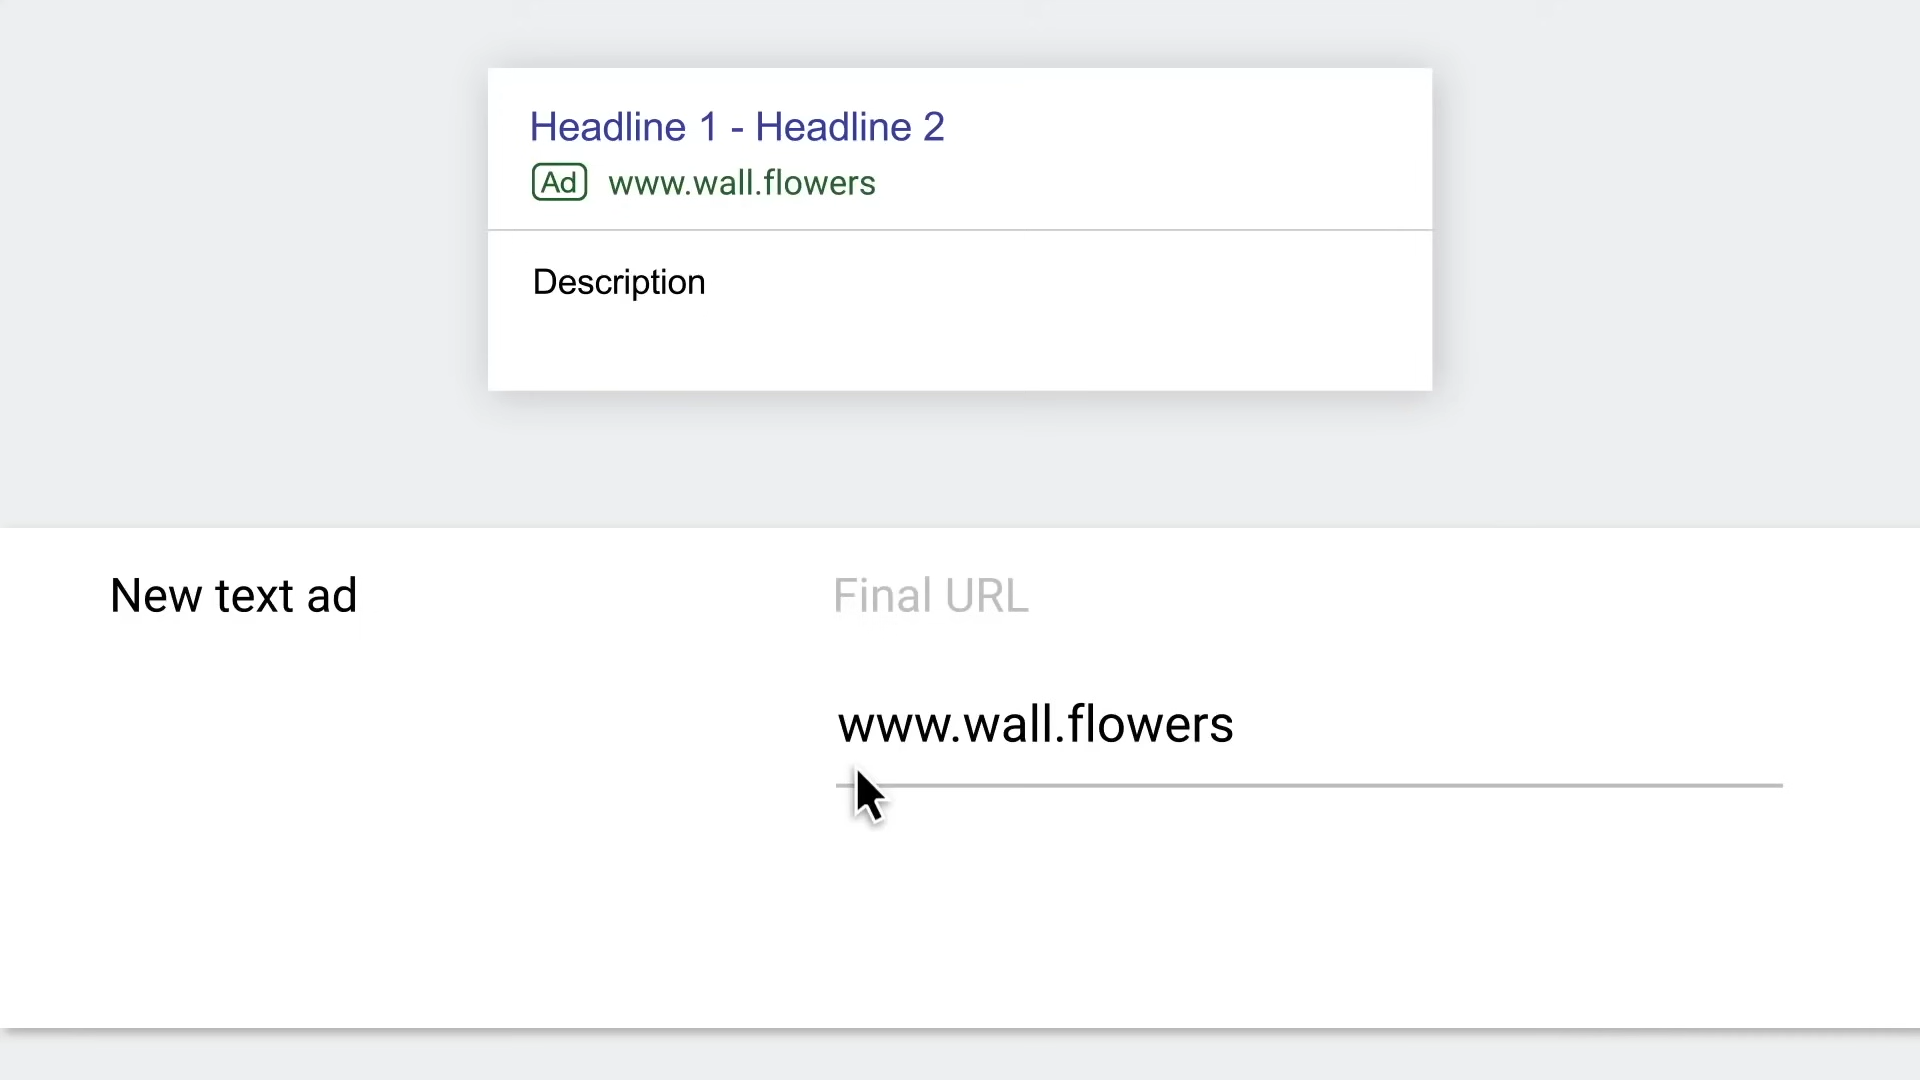 Headline 1 - Headline 2
Ad www.wall.flowers
Description
New text ad
Final URL
www.wall.flowers